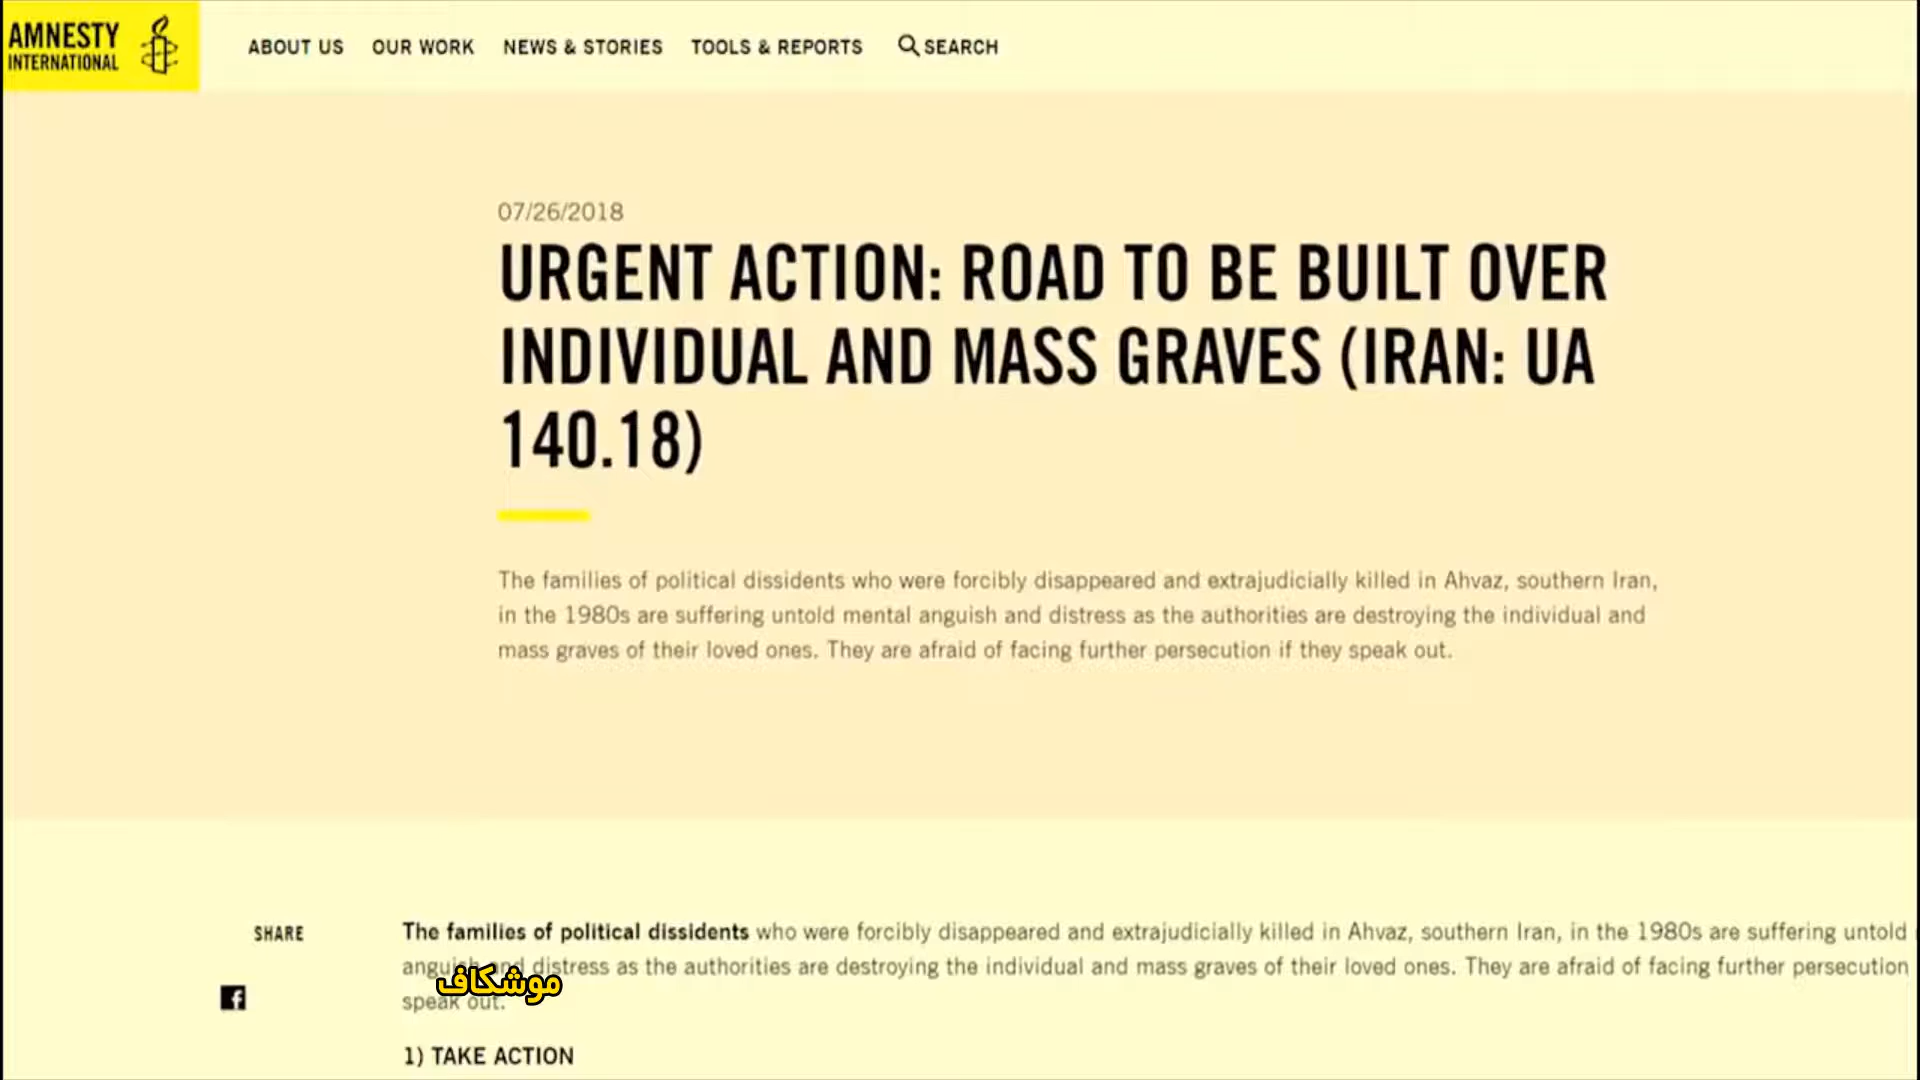 AMNESTY
INTERNATIONAL
ABOUT US OUR WORK NEWS & STORIES TOOLS & REPORTS SEARCH
07/26/2018
URGENT ACTION: ROAD TO BE BUILT OVER
INDIVIDUAL AND MASS GRAVES (IRAN: UA
140.18)
The families of political dissidents who were forcibly disappeared and extrajudicially killed in Ahvaz, southern Iran,
in the 1980s are suffering untold mental anguish and distress as the authorities are destroying the individual and
mass graves of their loved ones. They are afraid of facing further persecution if they speak out.
SHARE
The families of political dissidents who were forcibly disappeared and extrajudicially killed in Ahvaz, southern Iran, in the 1980s are suffering untold
anguish and distress as the authorities are destroying the individual and mass graves of their loved ones. They are afraid of facing further persecution
speak out.
موشکاف
1) TAKE ACTION